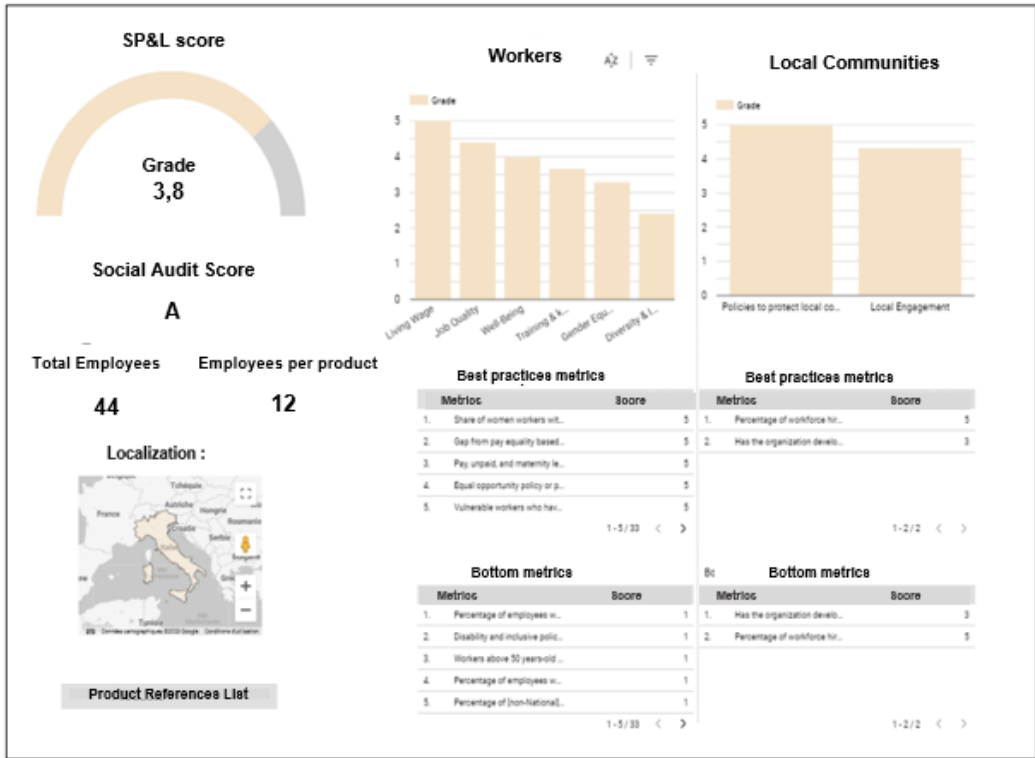 SP&L score
Grade
3,8
Social Audit Score
A
Total Employees
44
Employees per product
12
Localization :
Tchéquie
Autriche
Hongrie
France
Croatie
Roumanie
Serbie
Italie
Tunisie
Données cartographiques ©2023 Google Conditions d'utilisation
Product References List
Workers
AZ
Grade
5
4
3
2
1
0
Living Wage
Job Quality
Well-Being
Training & k...
Gender Equ...
Diversity & I...
Best practices metrics
Metrics Score
1. Share of women workers wit... 5
2. Gap from pay equality based... 5
3. Pay, unpaid, and maternity le... 5
4. Equal opportunity policy or p... 5
5. Vulnerable workers who hav... 5
1 - 5 / 33 < >
Bottom metrics
Metrics Score
1. Percentage of employees w... 1
2. Disability and inclusive polic... 1
3. Workers above 50 years-old ... 1
4. Percentage of employees w... 1
5. Percentage of [non-National]... 1
1 - 5 / 33 < >
Local Communities
Grade
5
4
3
2
1
0
Policies to protect local co...
Local Engagement
Best practices metrics
Metrics Score
1. Percentage of workforce hir... 5
2. Has the organization develo... 3
1 - 2 / 2 < >
Bottom metrics
Metrics Score
1. Has the organization develo... 3
2. Percentage of workforce hir... 5
1 - 2 / 2 < >